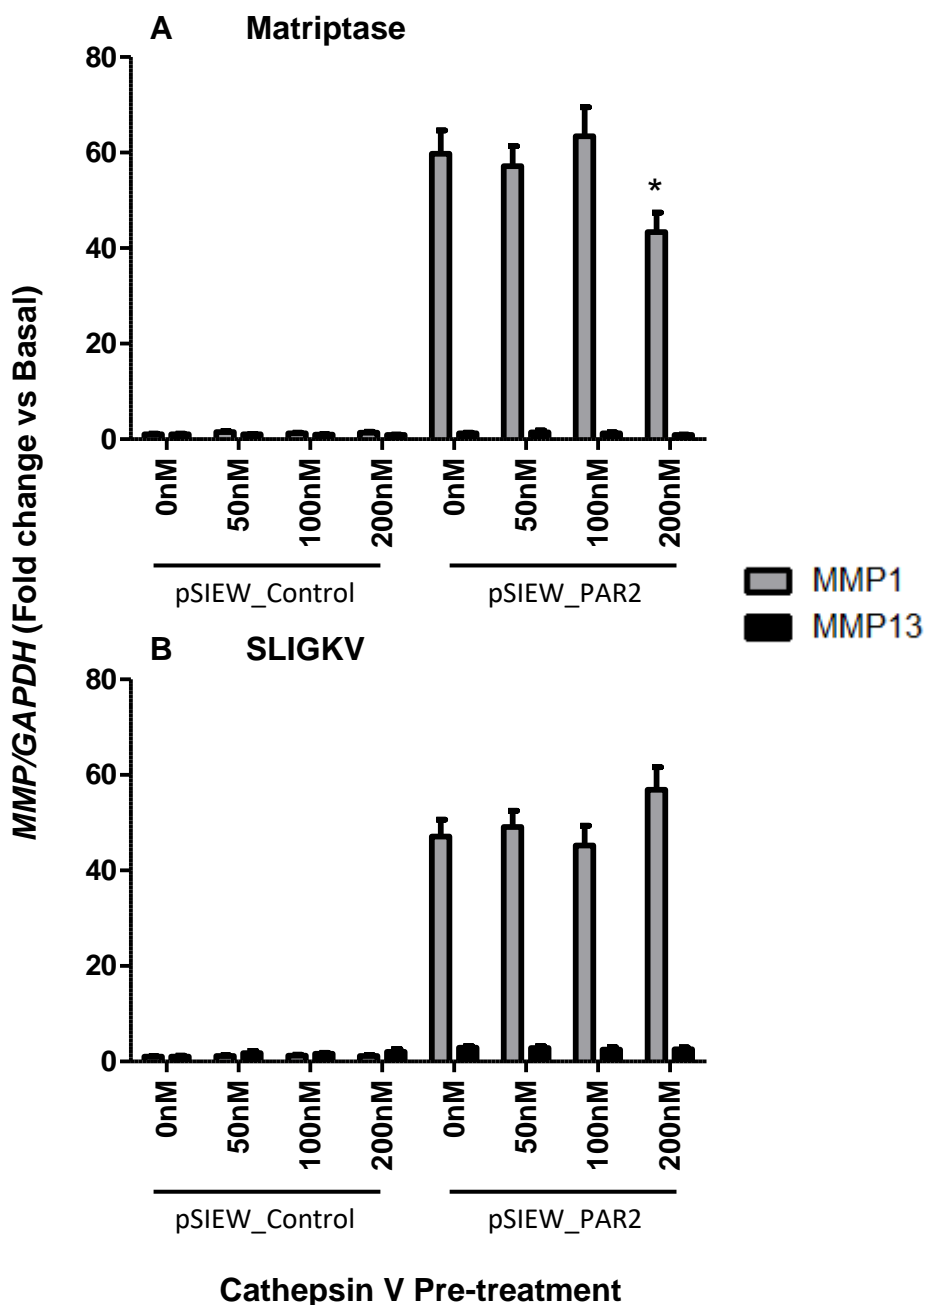 A Matriptase
80
60
40
20
0
*
0nM 50nM 100nM 200nM 0nM 50nM 100nM 200nM
pSIEW_Control pSIEW_PAR2
MMP/GAPDH (Fold change vs Basal)
MMP1
MMP13
B SLIGKV
80
60
40
20
0
0nM 50nM 100nM 200nM 0nM 50nM 100nM 200nM
pSIEW_Control pSIEW_PAR2
Cathepsin V Pre-treatment